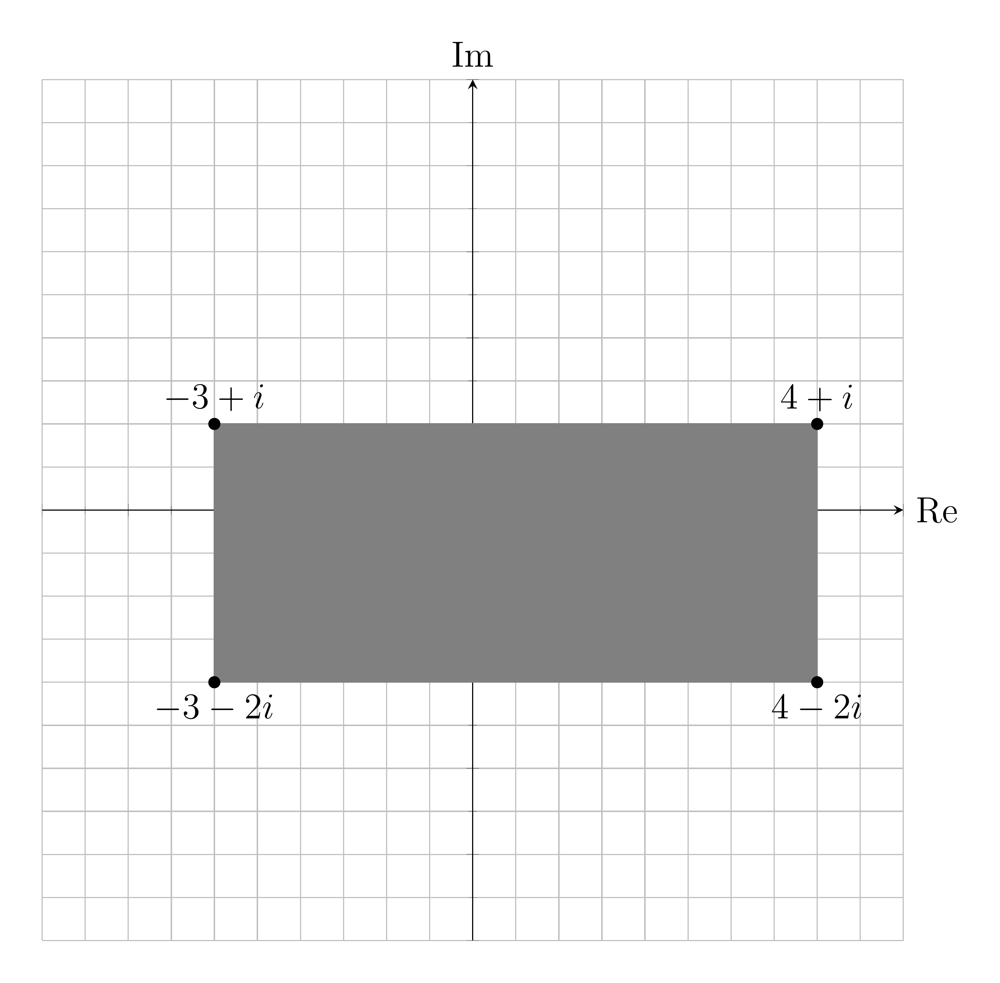 Im
−3 + i
4 + i
Re
−3 − 2i
4 − 2i